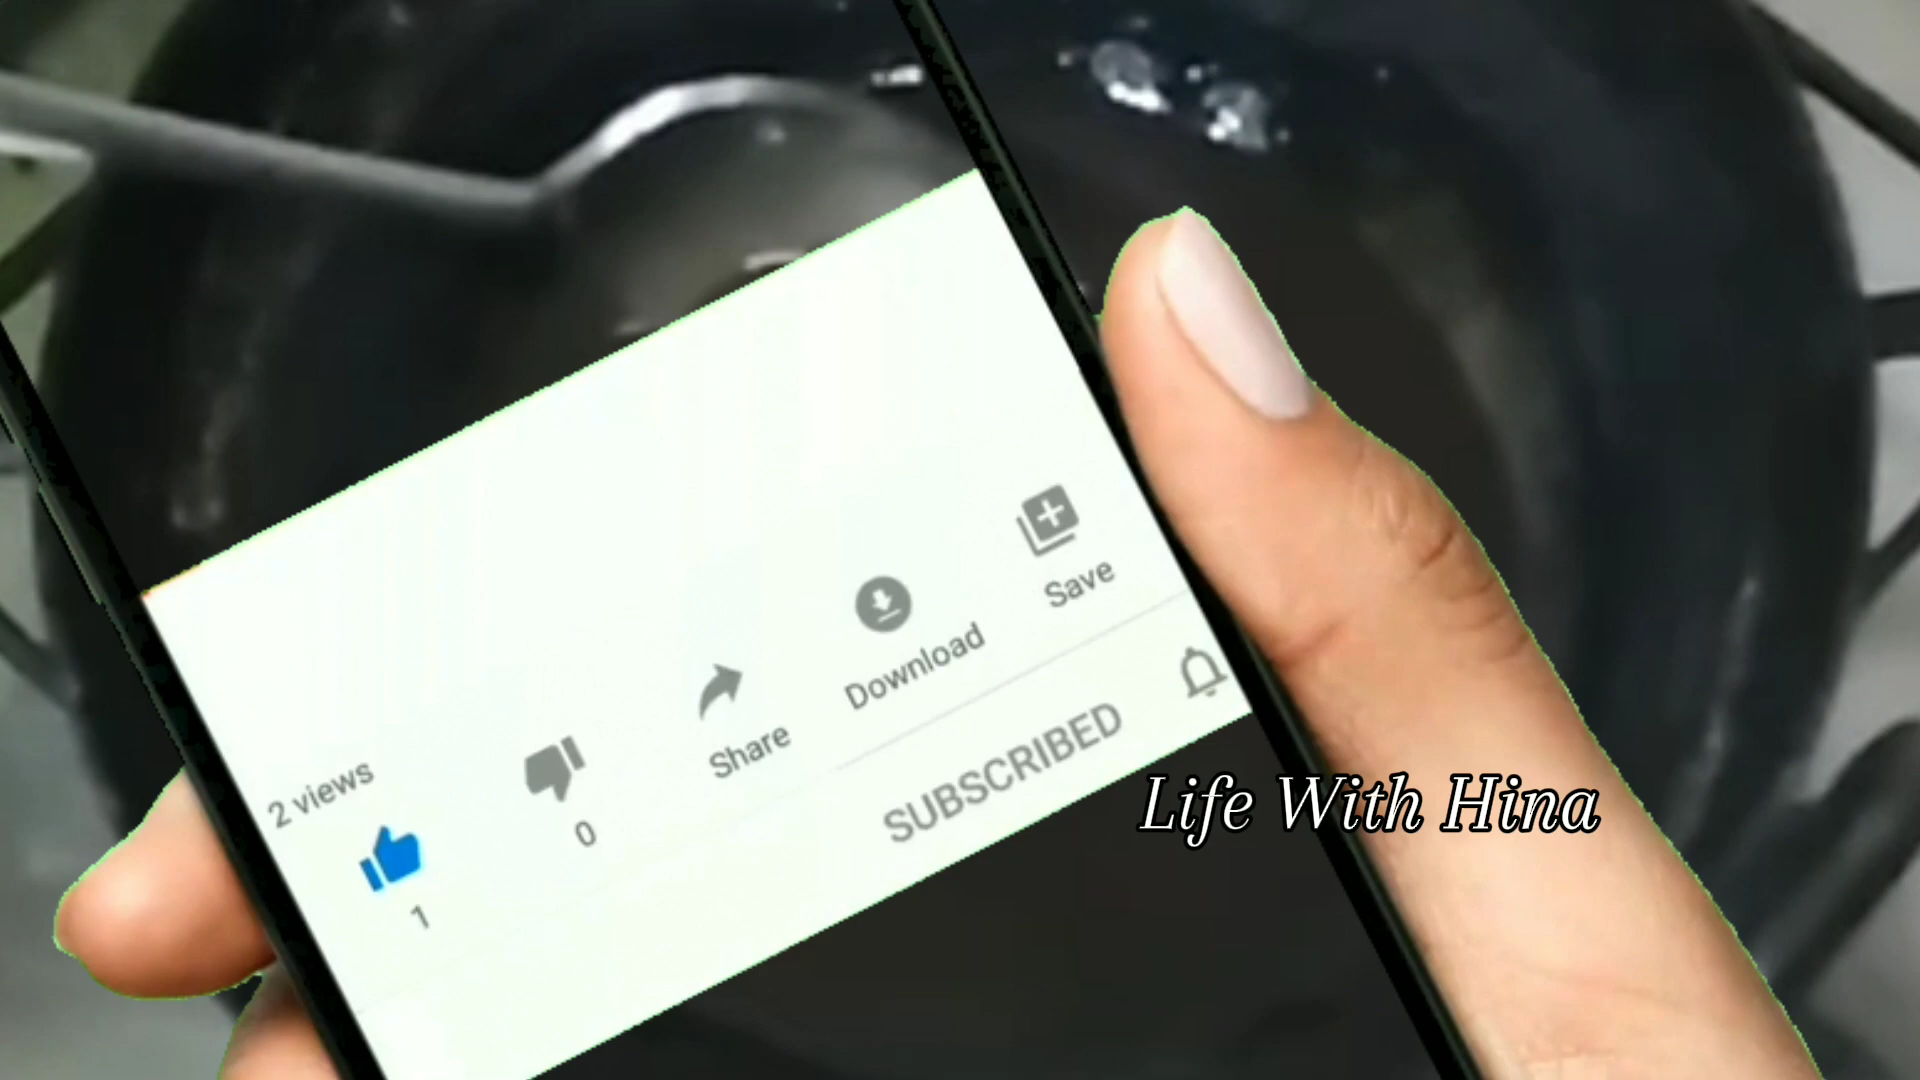 2 views
1
0
Share
Download
Save
SUBSCRIBED
Life With Hina